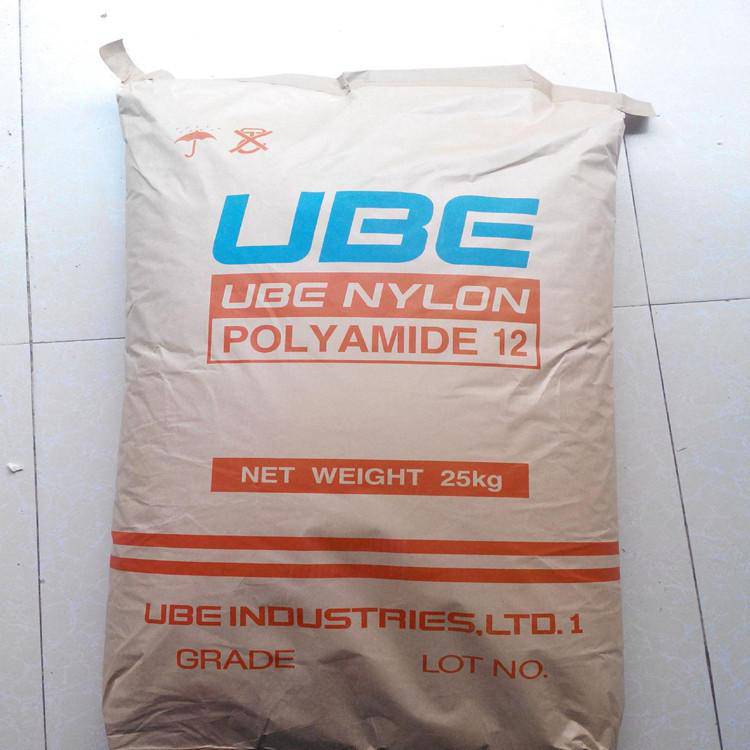 UBE
UBE NYLON
POLYAMIDE 12
NET WEIGHT 25kg
UBE INDUSTRIES,LTD.1
GRADE LOT NO.